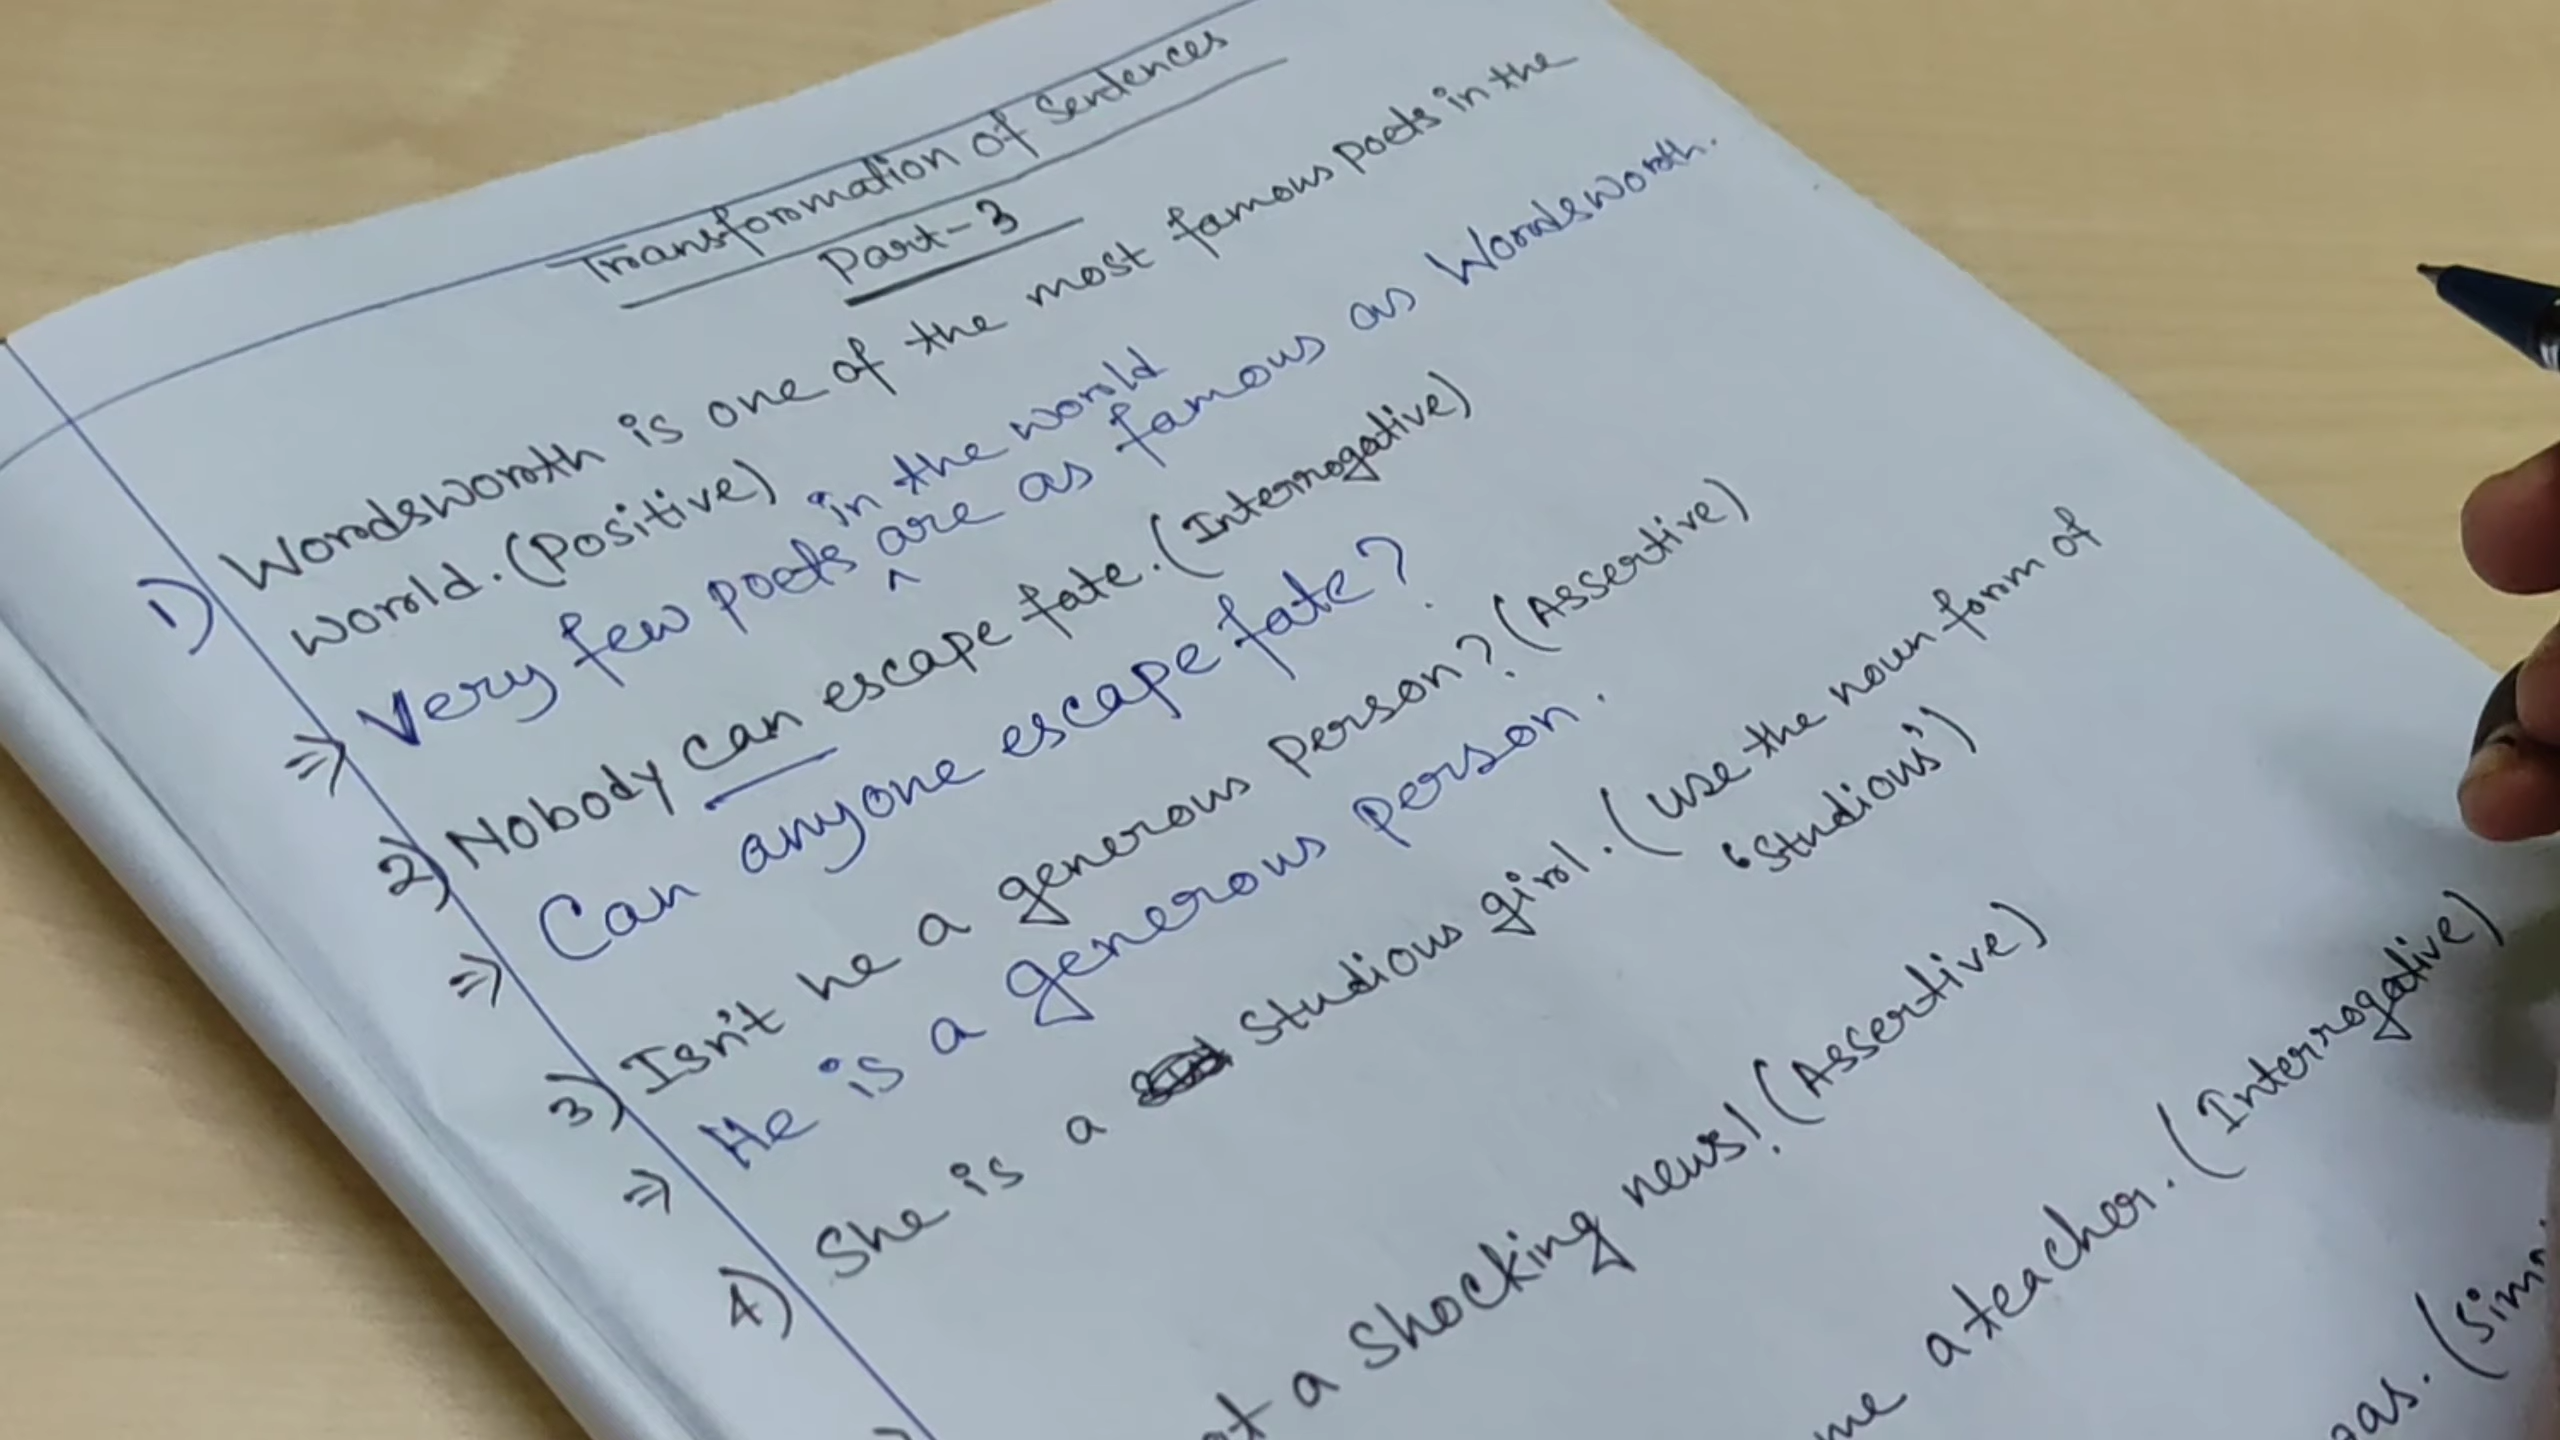 Transformation of Sentences
Part-3
1) Wordsworth is one of the most famous poets in the
world. (Positive)
in the world
⇒ Very few poets ^ are as famous as Wordsworth.
2) Nobody can escape fate. (Interrogative)
⇒ Can anyone escape fate?
3) Isn't he a generous person? (Assertive)
⇒ He is a generous person.
4) She is a studious girl. (use the noun form of
'studious')
a shocking news! (Assertive)
a teacher. (Interrogative)